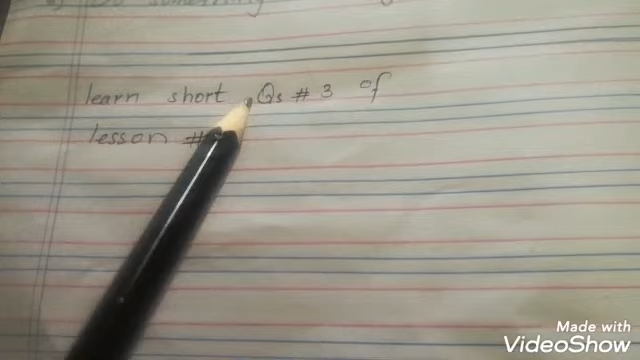 learn short Qs # 3 of
lesson #
Made with
VideoShow